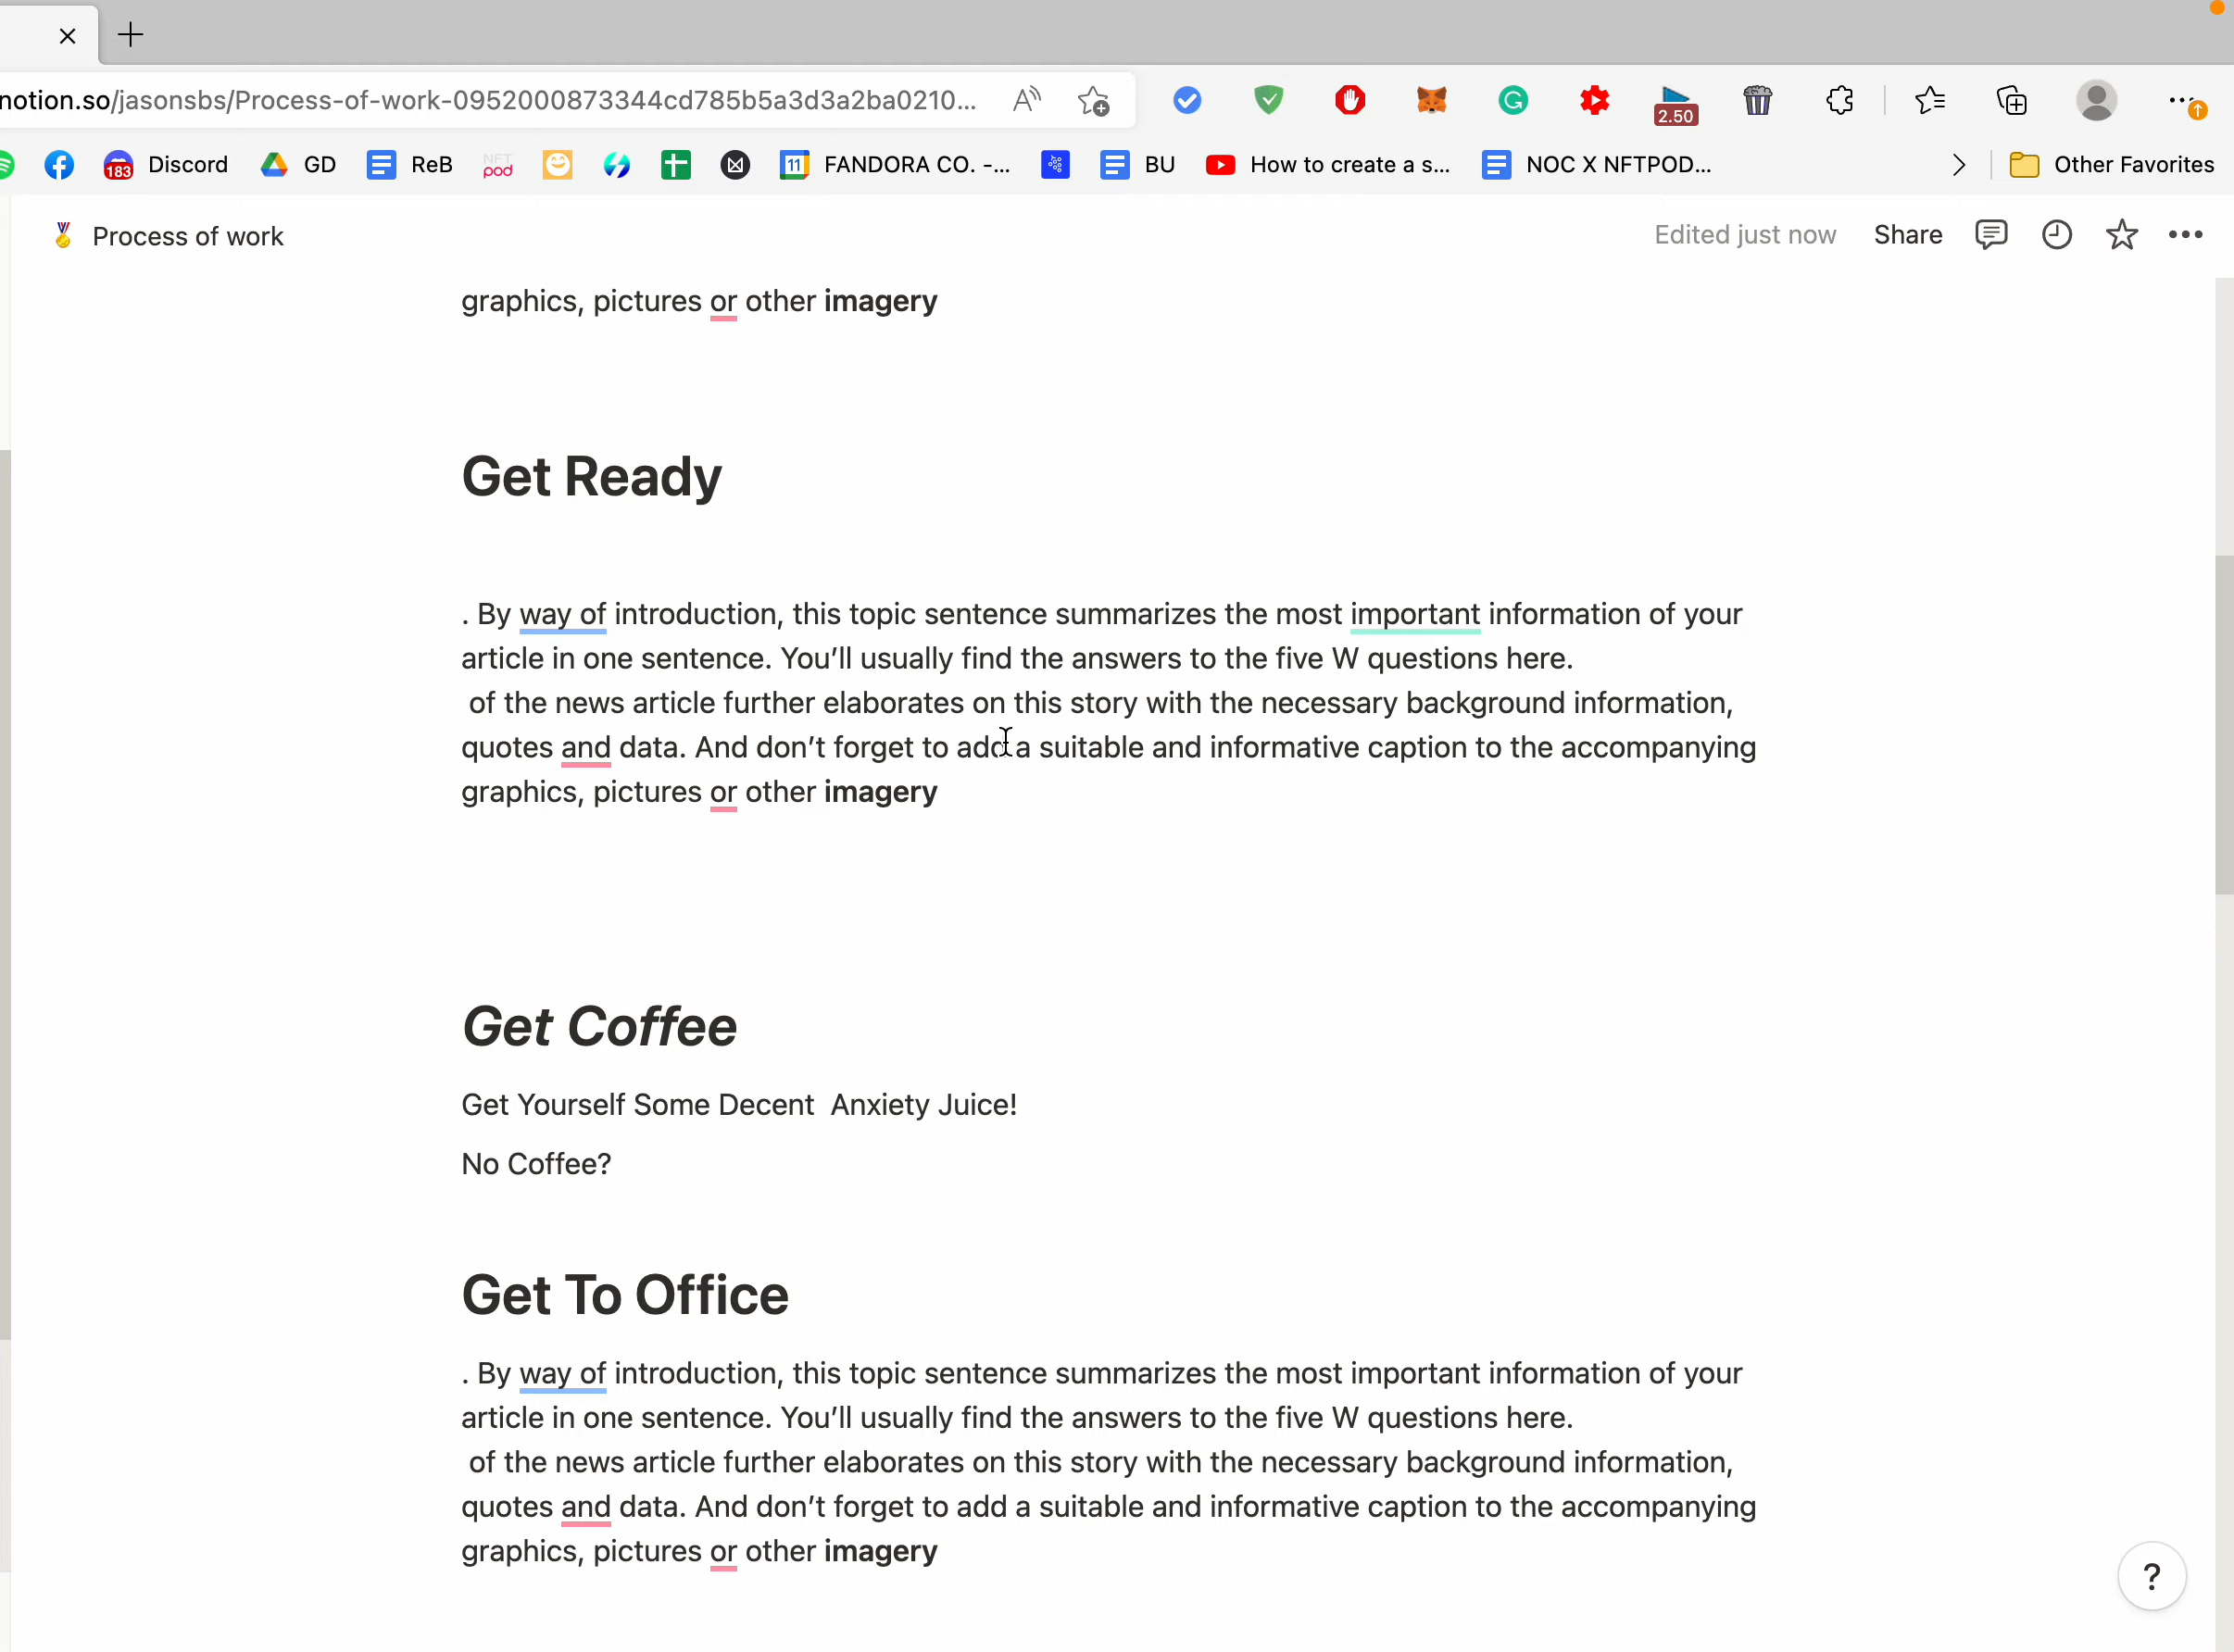 notion.so/jasonsbs/Process-of-work-0952000873344cd785b5a3d3a2ba0210...
2.50
183 Discord GD ReB NFT pod 11 FANDORA CO. -... BU How to create a s... NOC X NFTPOD... Other Favorites
Process of work Edited just now Share
graphics, pictures or other imagery
Get Ready
. By way of introduction, this topic sentence summarizes the most important information of your
article in one sentence. You’ll usually find the answers to the five W questions here.
of the news article further elaborates on this story with the necessary background information,
quotes and data. And don’t forget to add a suitable and informative caption to the accompanying
graphics, pictures or other imagery
Get Coffee
Get Yourself Some Decent  Anxiety Juice!
No Coffee?
Get To Office
. By way of introduction, this topic sentence summarizes the most important information of your
article in one sentence. You’ll usually find the answers to the five W questions here.
of the news article further elaborates on this story with the necessary background information,
quotes and data. And don’t forget to add a suitable and informative caption to the accompanying
graphics, pictures or other imagery
?